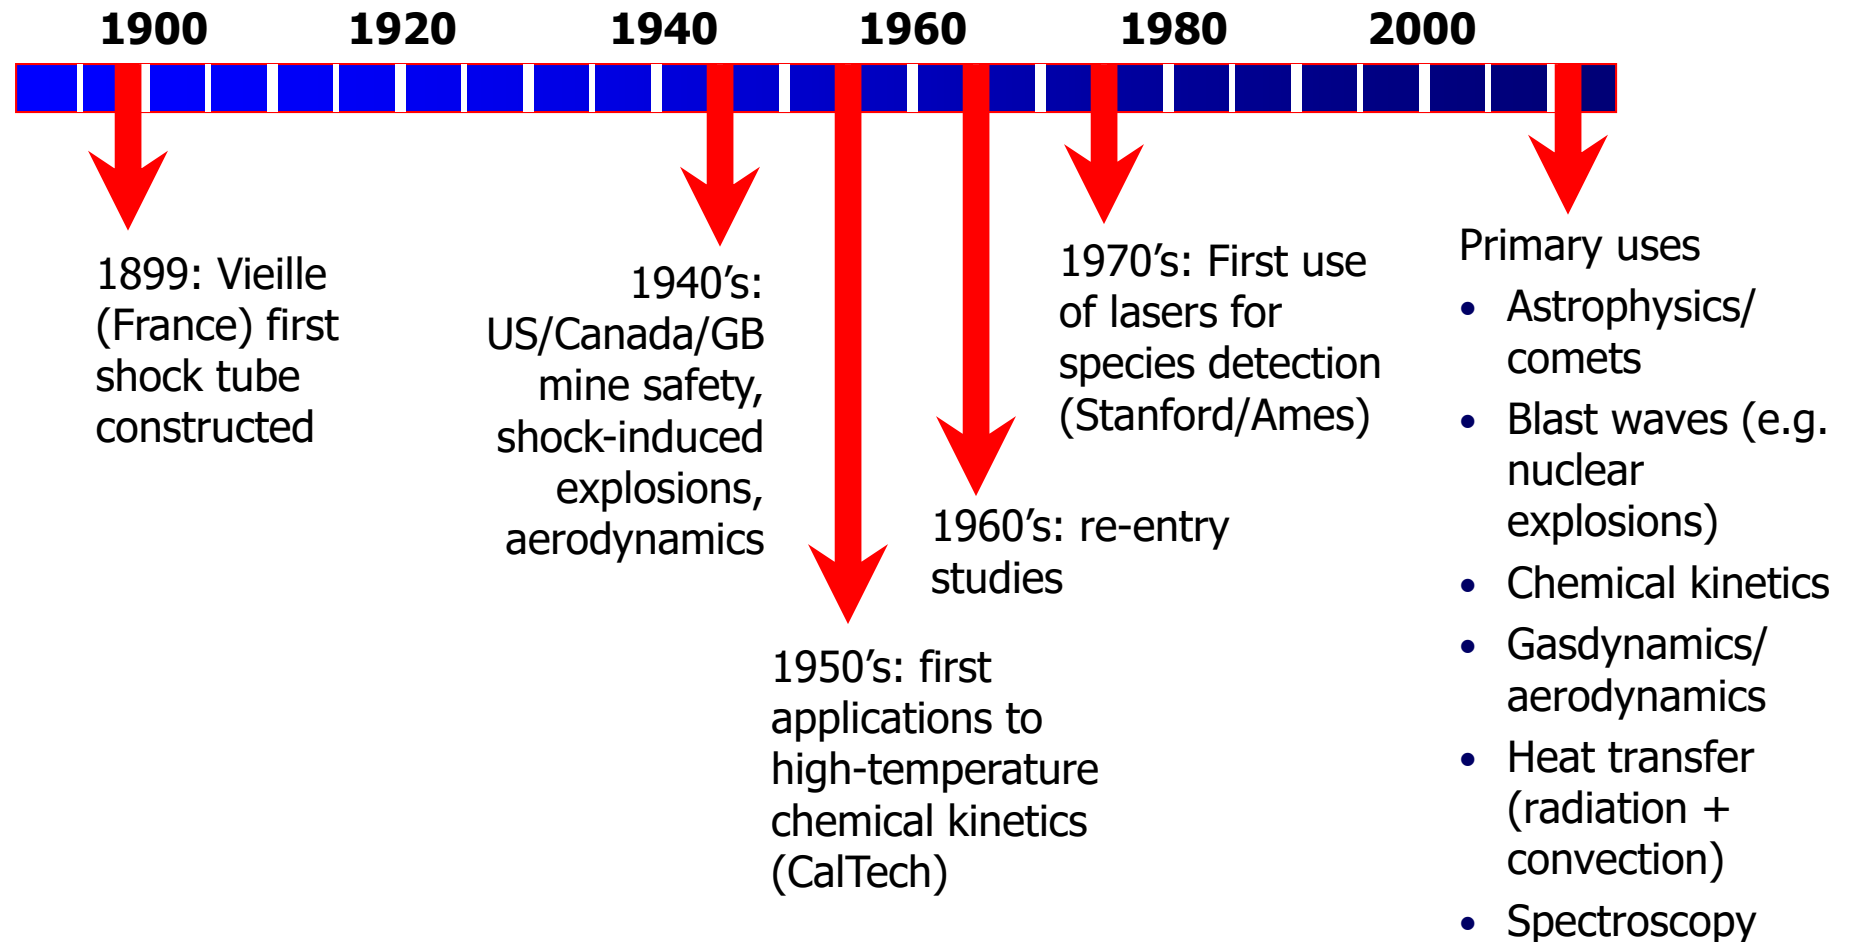 1900 1920 1940 1960 1980 2000
1899: Vieille
(France) first
shock tube
constructed
1940’s:
US/Canada/GB
mine safety,
shock-induced
explosions,
aerodynamics
1950’s: first
applications to
high-temperature
chemical kinetics
(CalTech)
1960’s: re-entry
studies
1970’s: First use
of lasers for
species detection
(Stanford/Ames)
Primary uses
• Astrophysics/
comets
• Blast waves (e.g.
nuclear
explosions)
• Chemical kinetics
• Gasdynamics/
aerodynamics
• Heat transfer
(radiation +
convection)
• Spectroscopy